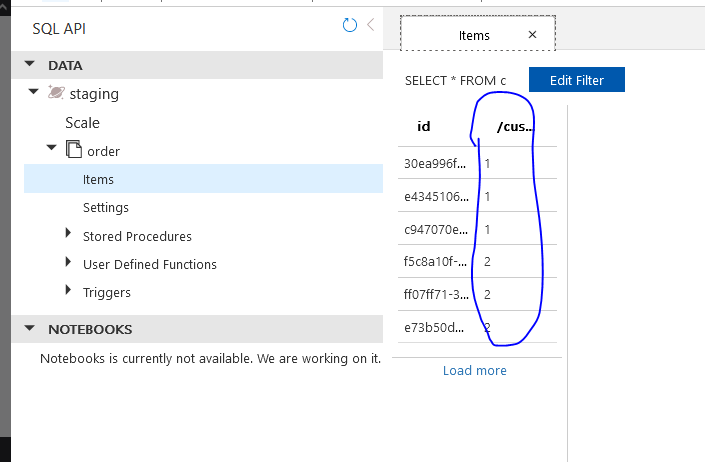 SQL API
DATA
staging
Scale
order
Items
Settings
Stored Procedures
User Defined Functions
Triggers
NOTEBOOKS
Notebooks is currently not available. We are working on it.
Items
SELECT * FROM c
Edit Filter
id /cus...
30ea996f... 1
e4345106... 1
c947070e... 1
f5c8a10f-... 2
ff07ff71-3... 2
e73b50d... 2
Load more